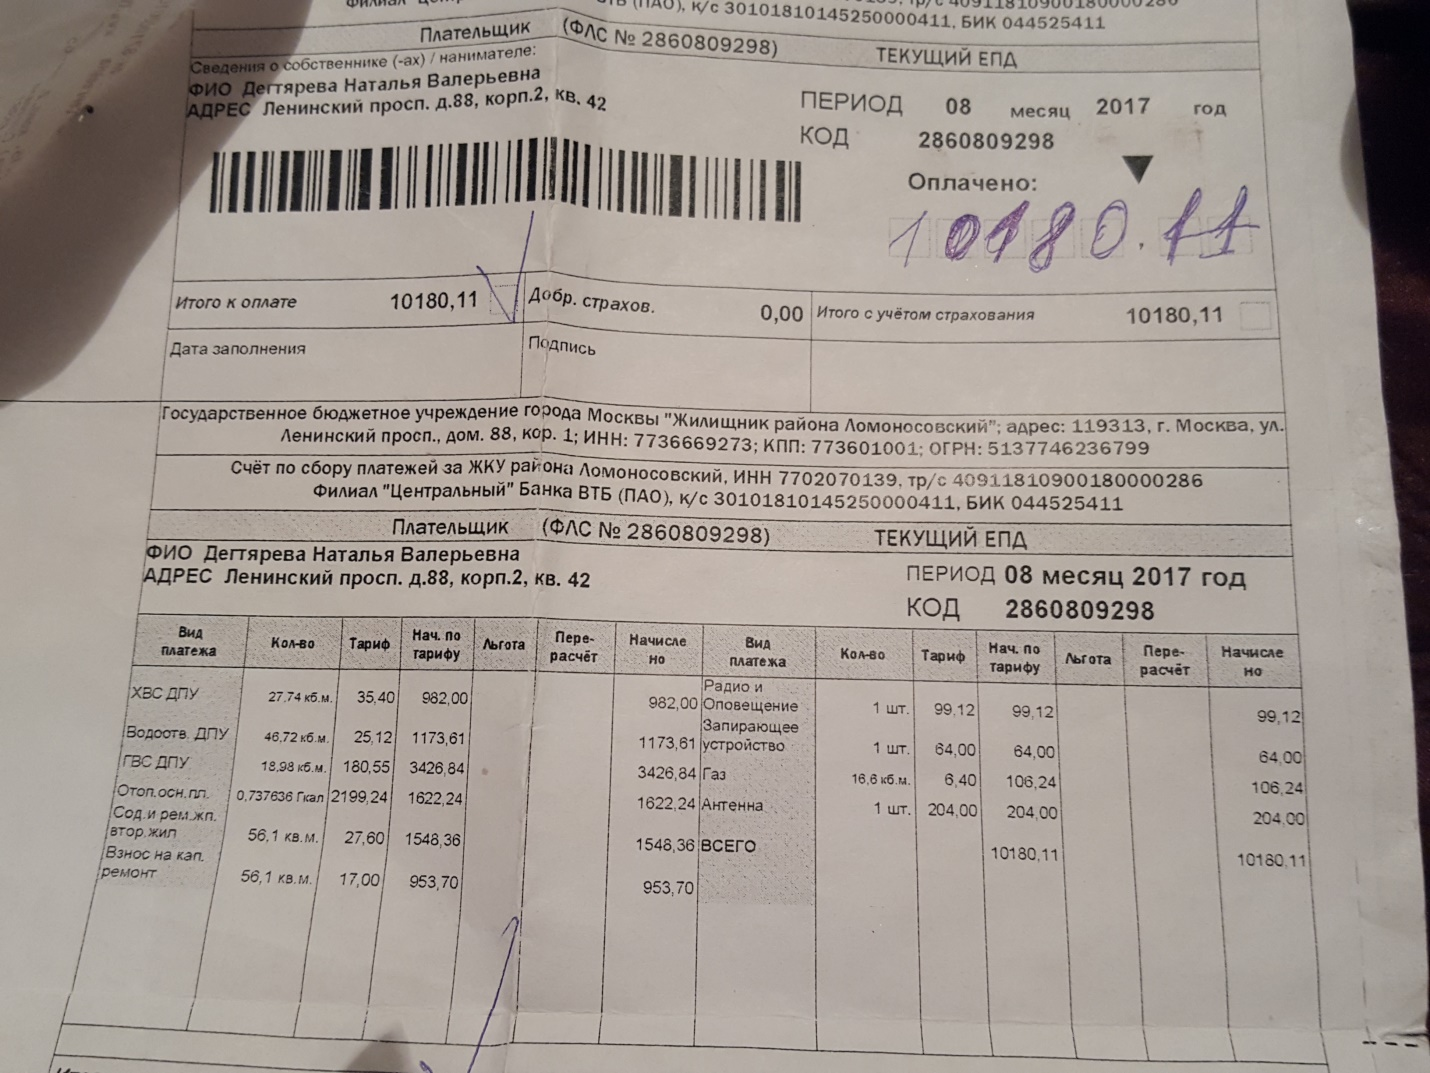 Филиал "Центральный" Банка ВТБ (ПАО), к/с 30101810145250000411, БИК 044525411
Плательщик (ФЛС № 2860809298) ТЕКУЩИЙ ЕПД
Сведения о собственнике (-ах) / нанимателе:
ФИО Дегтярева Наталья Валерьевна
АДРЕС Ленинский просп. д.88, корп.2, кв. 42
ПЕРИОД 08 месяц 2017 год
КОД 2860809298
Оплачено:
10180.11
Итого к оплате 10180,11 Добр. страхов. 0,00 Итого с учётом страхования 10180,11
Дата заполнения Подпись
Государственное бюджетное учреждение города Москвы "Жилищник района Ломоносовский"; адрес: 119313, г. Москва, ул.
Ленинский просп., дом. 88, кор. 1; ИНН: 7736669273; КПП: 773601001; ОГРН: 5137746236799
Счёт по сбору платежей за ЖКУ района Ломоносовский, ИНН 7702070139, тр/с 40911810900180000286
Филиал "Центральный" Банка ВТБ (ПАО), к/с 30101810145250000411, БИК 044525411
Плательщик (ФЛС № 2860809298) ТЕКУЩИЙ ЕПД
ФИО Дегтярева Наталья Валерьевна
АДРЕС Ленинский просп. д.88, корп.2, кв. 42
ПЕРИОД 08 месяц 2017 год
КОД 2860809298
Вид платежа Кол-во Тариф Нач. по тарифу Льгота Пере-расчёт Начисле но Вид платежа Кол-во Тариф Нач. по тарифу Льгота Пере-расчёт Начисле но
ХВС ДПУ 27,74 кб.м. 35,40 982,00 982,00 Радио и Оповещение 1 шт. 99,12 99,12 99,12
Водоотв. ДПУ 46,72 кб.м. 25,12 1173,61 1173,61 Запирающее устройство 1 шт. 64,00 64,00 64,00
ГВС ДПУ 18,98 кб.м. 180,55 3426,84 3426,84 Газ 16,6 кб.м. 6,40 106,24 106,24
Отоп.осн.пл. 0,737636 Гкал 2199,24 1622,24 1622,24 Антенна 1 шт. 204,00 204,00 204,00
Сод.и рем.жп. втор.жил 56,1 кв.м. 27,60 1548,36 1548,36 ВСЕГО 10180,11 10180,11
Взнос на кап. ремонт 56,1 кв.м. 17,00 953,70 953,70